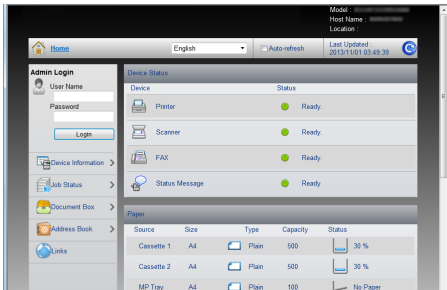 Model :
Host Name :
Location :
Home
English
Auto-refresh
Last Updated :
2013/11/01 03:49:39
Admin Login
User Name
Password
Login
Device Information
Job Status
Document Box
Address Book
Links
Device Status
Device Status
Printer Ready.
Scanner Ready.
FAX Ready.
Status Message Ready
Paper
Source Size Type Capacity Status
Cassette 1 A4 Plain 500 30 %
Cassette 2 A4 Plain 500 30 %
MP Tray A4 Plain 100 No Paper